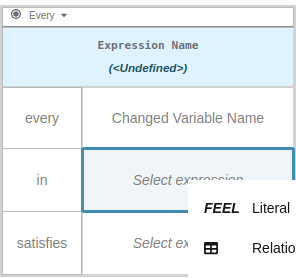 Every
Expression Name
(<Undefined>)
every Changed Variable Name
in Select expression
FEEL Literal
Relatio
satisfies Select ex